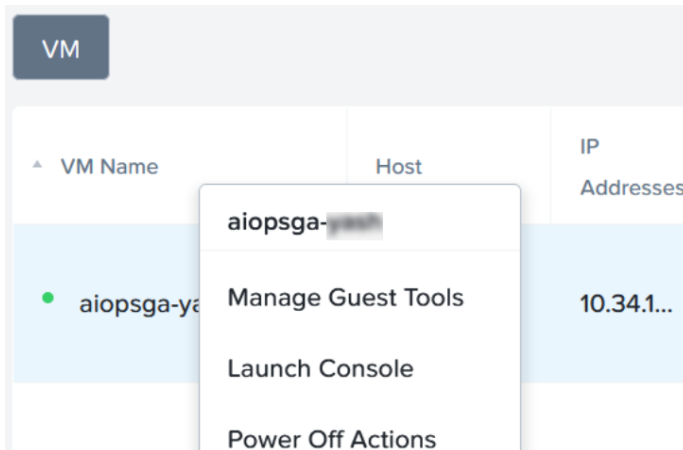 VM
VM Name
Host
IP
Addresses
aiopsga-
Manage Guest Tools
aiopsga-ya
10.34.1...
Launch Console
Power Off Actions